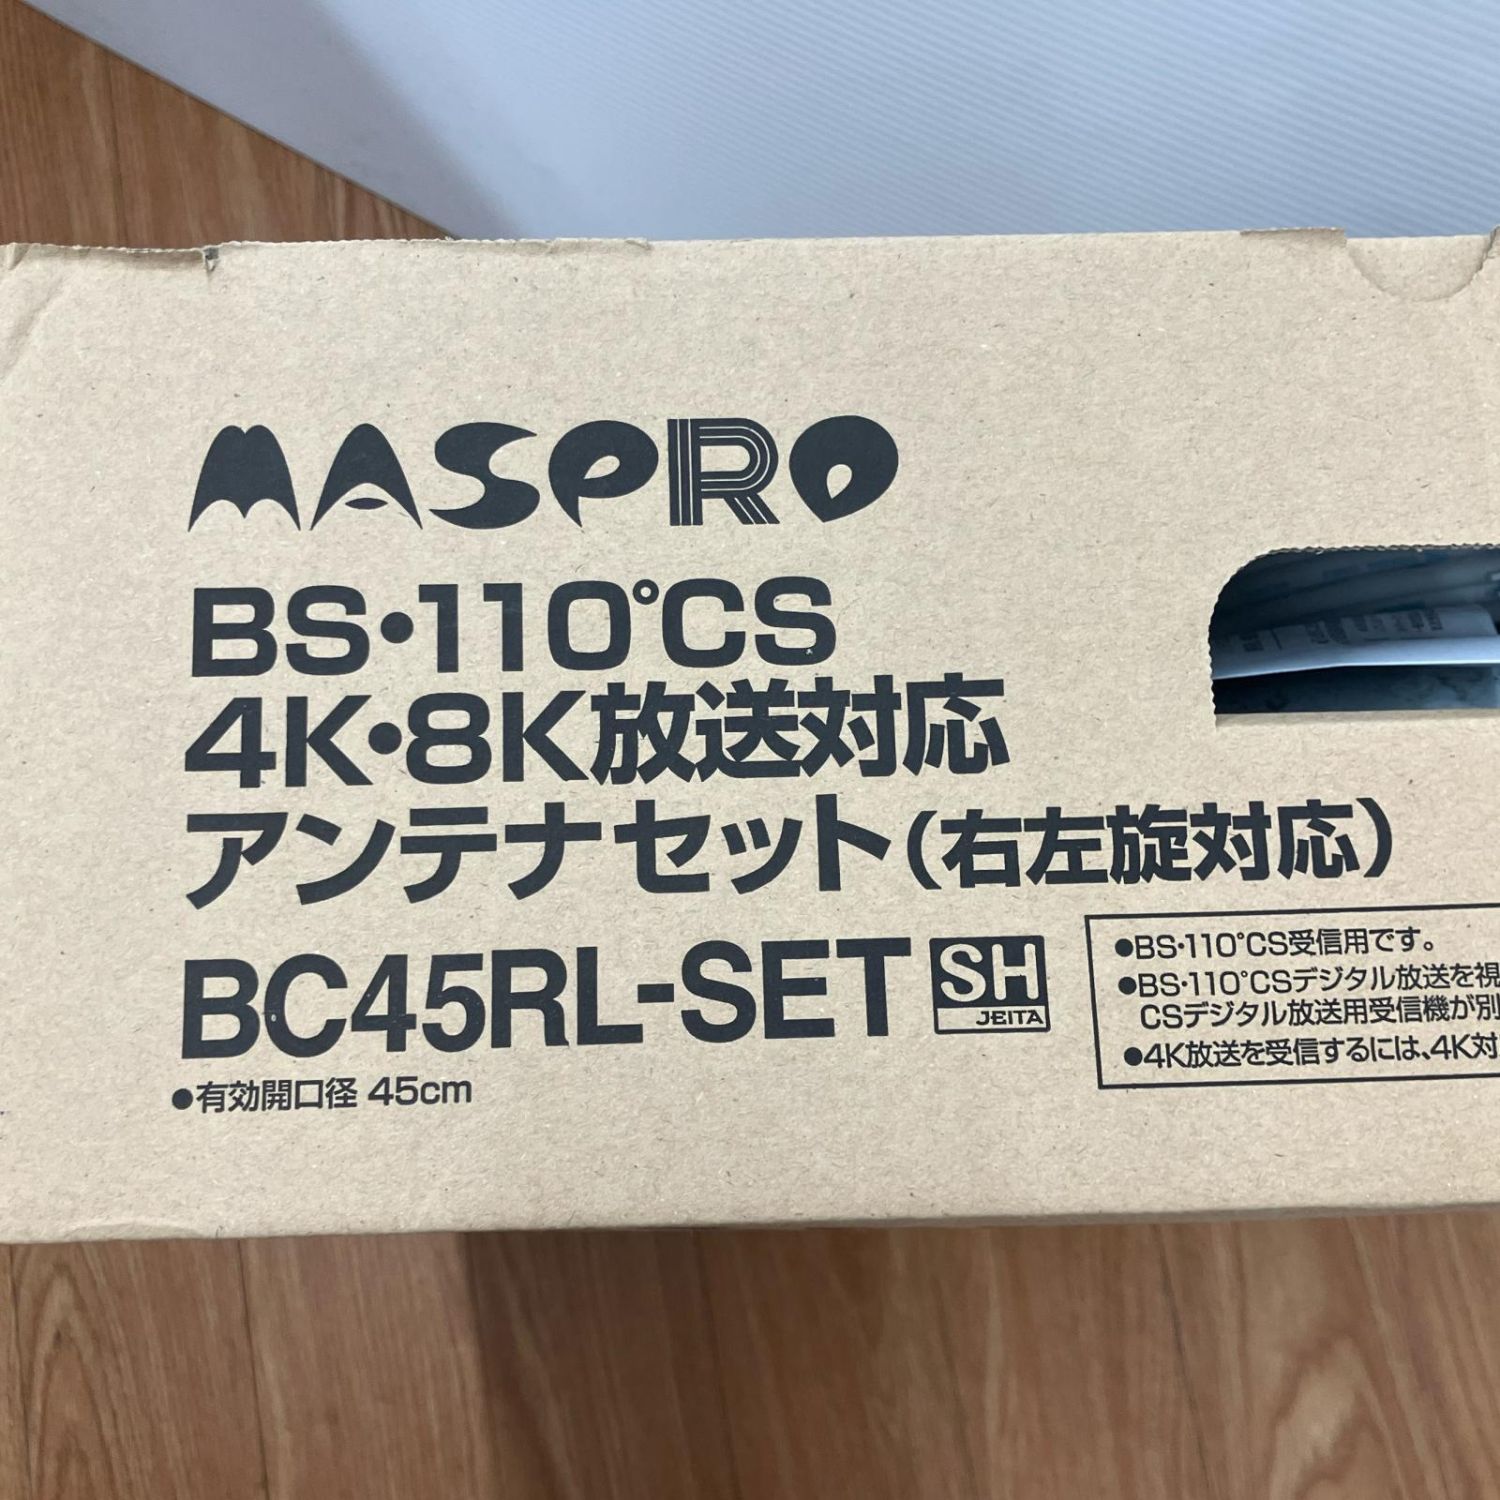 MASPRO
BS・110°CS
4K・8K放送対応
アンテナセット(右左旋対応)
BC45RL-SET
SH
JEITA
●有効開口径 45cm
●BS・110°CS受信用です。
●BS・110°CSデジタル放送を視
CSデジタル放送用受信機が別
●4K放送を受信するには、4K対